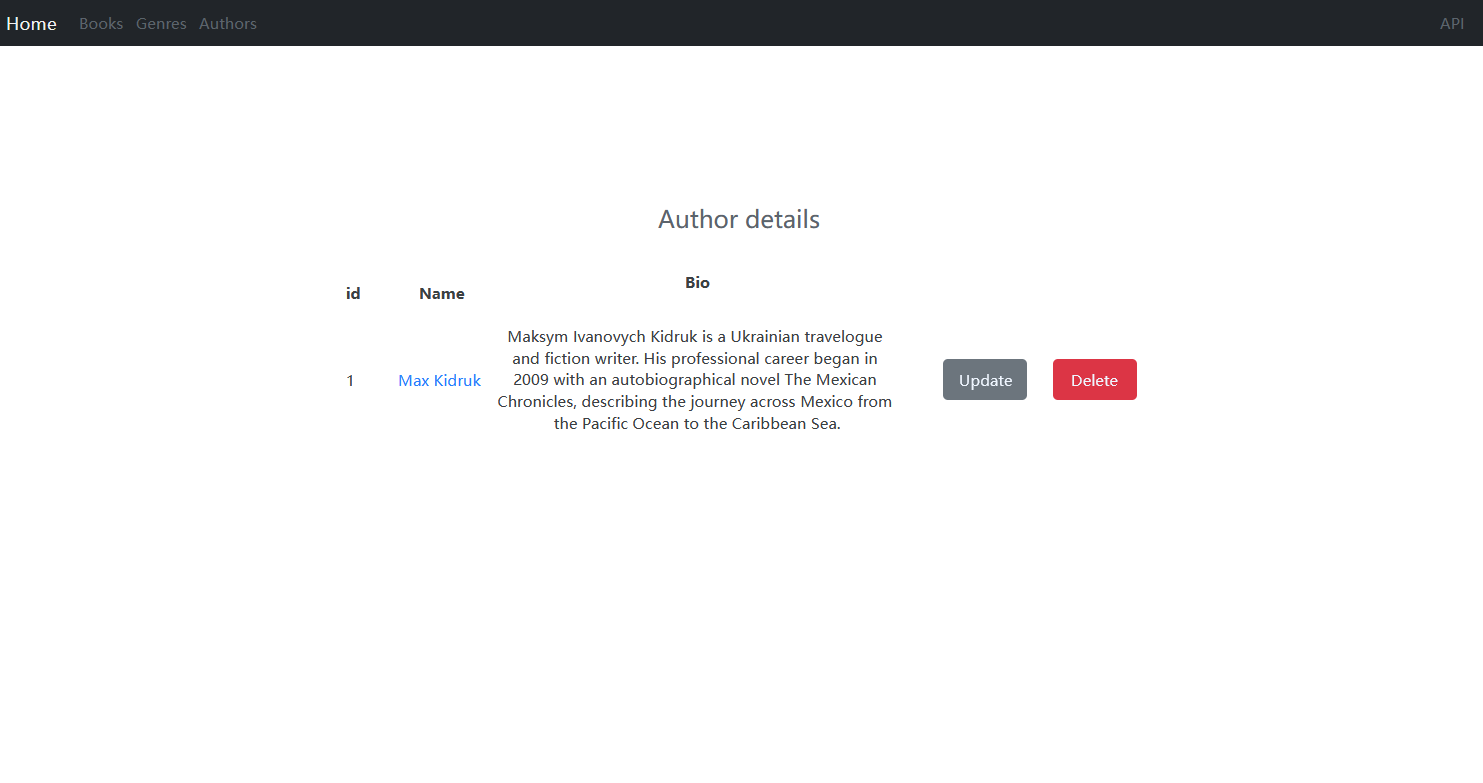 Home Books Genres Authors API
Author details
id Name Bio
1 Max Kidruk Maksym Ivanovych Kidruk is a Ukrainian travelogue
and fiction writer. His professional career began in
2009 with an autobiographical novel The Mexican
Chronicles, describing the journey across Mexico from
the Pacific Ocean to the Caribbean Sea.
Update Delete